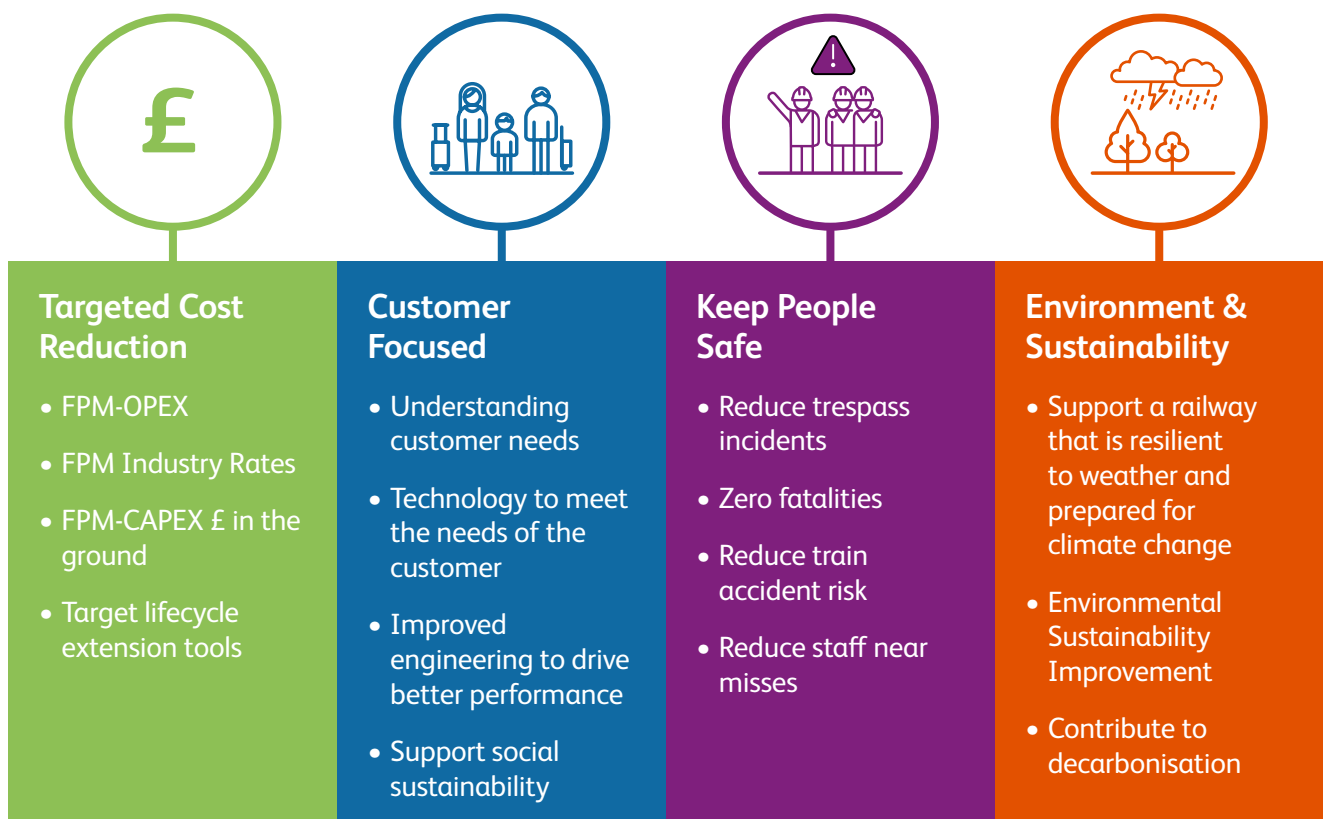 £
!
Targeted Cost
Reduction
• FPM-OPEX
• FPM Industry Rates
• FPM-CAPEX £ in the
ground
• Target lifecycle
extension tools
Customer
Focused
• Understanding
customer needs
• Technology to meet
the needs of the
customer
• Improved
engineering to drive
better performance
• Support social
sustainability
Keep People
Safe
• Reduce trespass
incidents
• Zero fatalities
• Reduce train
accident risk
• Reduce staff near
misses
Environment &
Sustainability
• Support a railway
that is resilient
to weather and
prepared for
climate change
• Environmental
Sustainability
Improvement
• Contribute to
decarbonisation